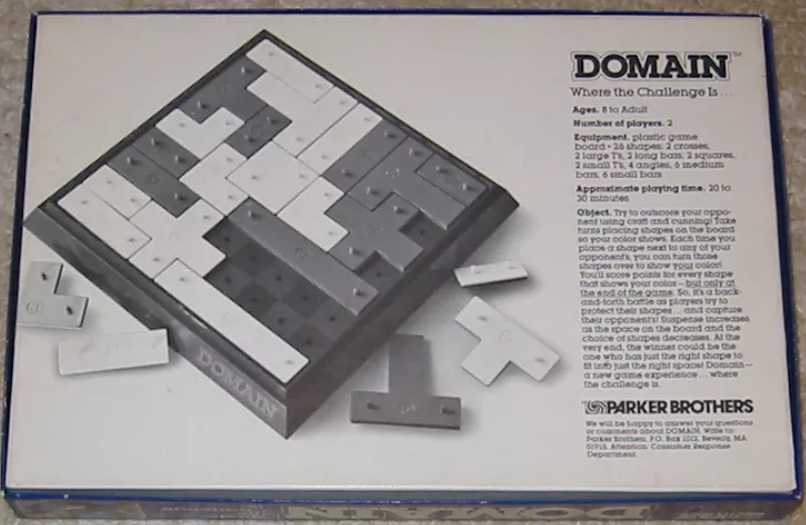 DOMAIN™
Where the Challenge Is . . .
Ages. 8 to Adult
Number of players. 2
Equipment. plastic game
board • 26 shapes: 2 crosses,
2 large T's, 2 long bars, 2 squares,
2 small T's, 4 angles, 6 medium
bars, 6 small bars
Approximate playing time. 20 to
30 minutes
Object. Try to outscore your oppo-
nent using craft and cunning! Take
turns placing shapes on the board
so your color shows. Each time you
place a shape next to any of your
opponent's, you can turn those
shapes over to show your color!
You'll score points for every shape
that shows your color – but only at
the end of the game. So, it's a back-
and-forth battle as players try to
protect their shapes . . . and capture
their opponent's! Suspense increases
as the space on the board and the
choice of shapes decreases. At the
very end, the winner could be the
one who has just the right shape to
fit into just the right space! Domain—
a new game experience . . . where
the challenge is.
PARKER BROTHERS
We will be happy to answer your questions
or comments about DOMAIN. Write to:
Parker Brothers, P.O. Box 1012, Beverly, MA
01915. Attention: Consumer Response
Department.
DOMAIN
DOMAIN